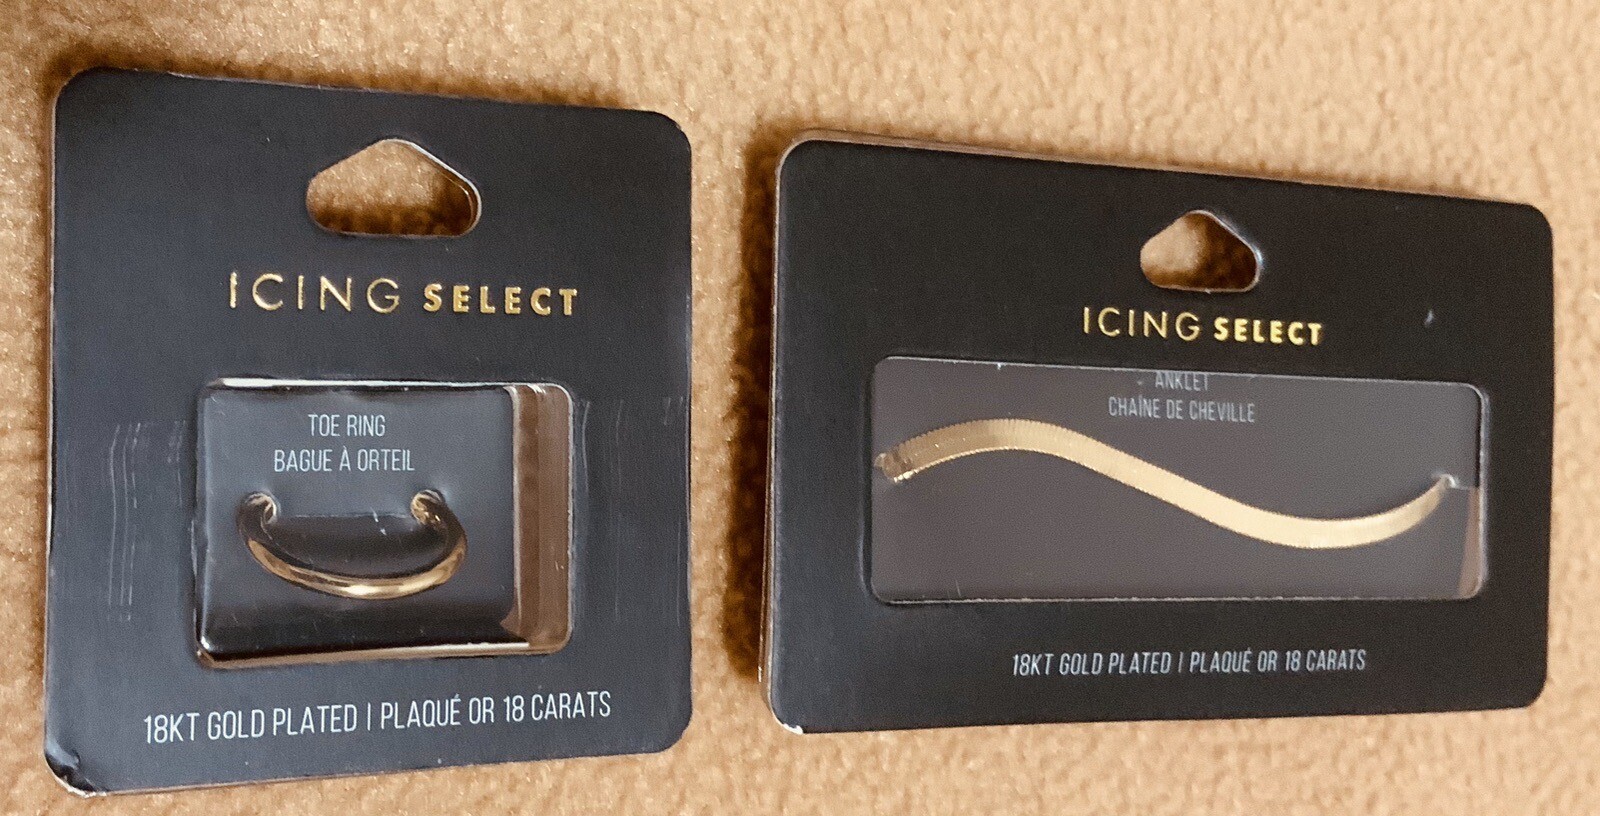 ICING SELECT
TOE RING
BAGUE À ORTEIL
18KT GOLD PLATED | PLAQUÉ OR 18 CARATS
ICING SELECT
ANKLET
CHAÎNE DE CHEVILLE
18KT GOLD PLATED | PLAQUÉ OR 18 CARATS